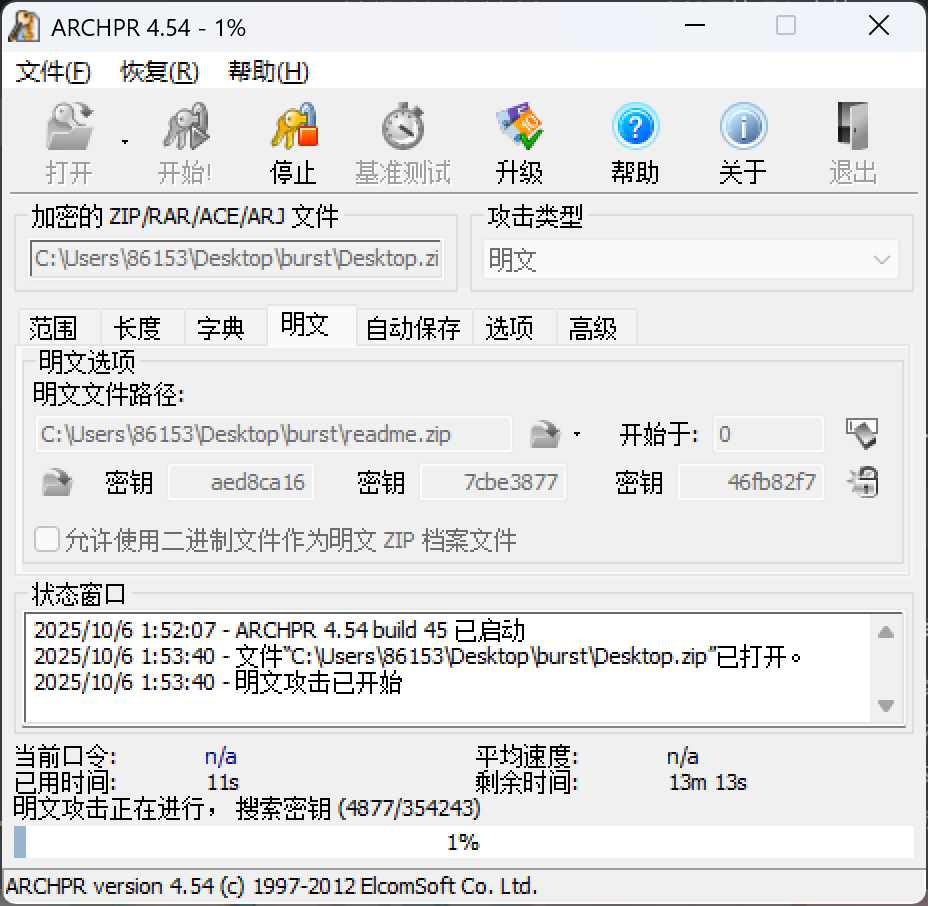 ARCHPR 4.54 - 1%
文件(F) 恢复(R) 帮助(H)
打开 开始! 停止 基准测试 升级 帮助 关于 退出
加密的 ZIP/RAR/ACE/ARJ 文件 攻击类型
C:\Users\86153\Desktop\burst\Desktop.zi 明文
范围 长度 字典 明文 自动保存 选项 高级
明文选项
明文文件路径:
C:\Users\86153\Desktop\burst\readme.zip 开始于: 0
密钥 aed8ca16 密钥 7cbe3877 密钥 46fb82f7
允许使用二进制文件作为明文 ZIP 档案文件
状态窗口
2025/10/6 1:52:07 - ARCHPR 4.54 build 45 已启动
2025/10/6 1:53:40 - 文件"C:\Users\86153\Desktop\burst\Desktop.zip"已打开。
2025/10/6 1:53:40 - 明文攻击已开始
当前口令: n/a 平均速度: n/a
已用时间: 11s 剩余时间: 13m 13s
明文攻击正在进行，搜索密钥 (4877/354243)
1%
ARCHPR version 4.54 (c) 1997-2012 ElcomSoft Co. Ltd.